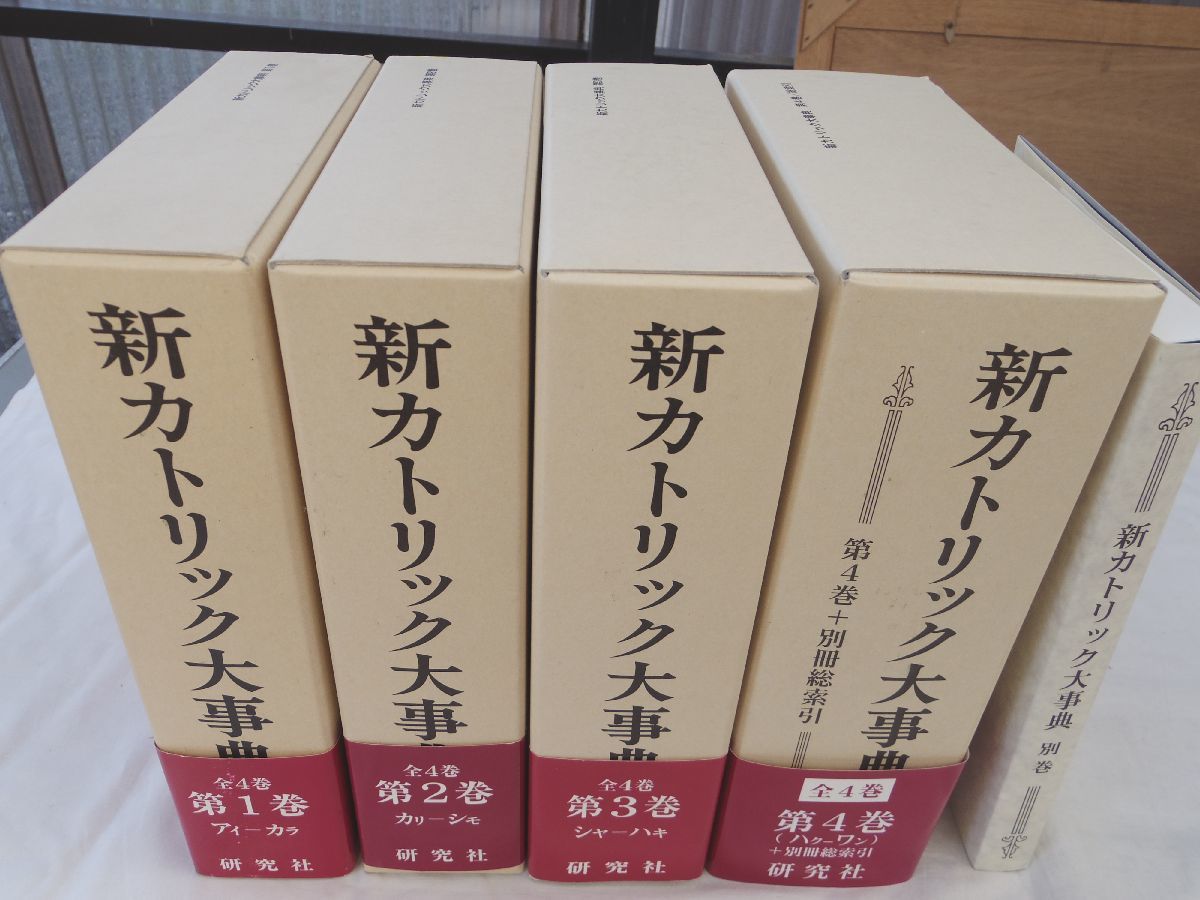 新カトリック大事典
全4巻
第1巻
アイ－カラ
研究社
新カトリック大事典
全4巻
第2巻
カリ－シモ
研究社
新カトリック大事典
全4巻
第3巻
シャ－ハキ
研究社
新カトリック大事典
第4巻＋別冊総索引
全4巻
第4巻
（ハク－ワン）
＋別冊総索引
研究社
新カトリック大事典 別巻